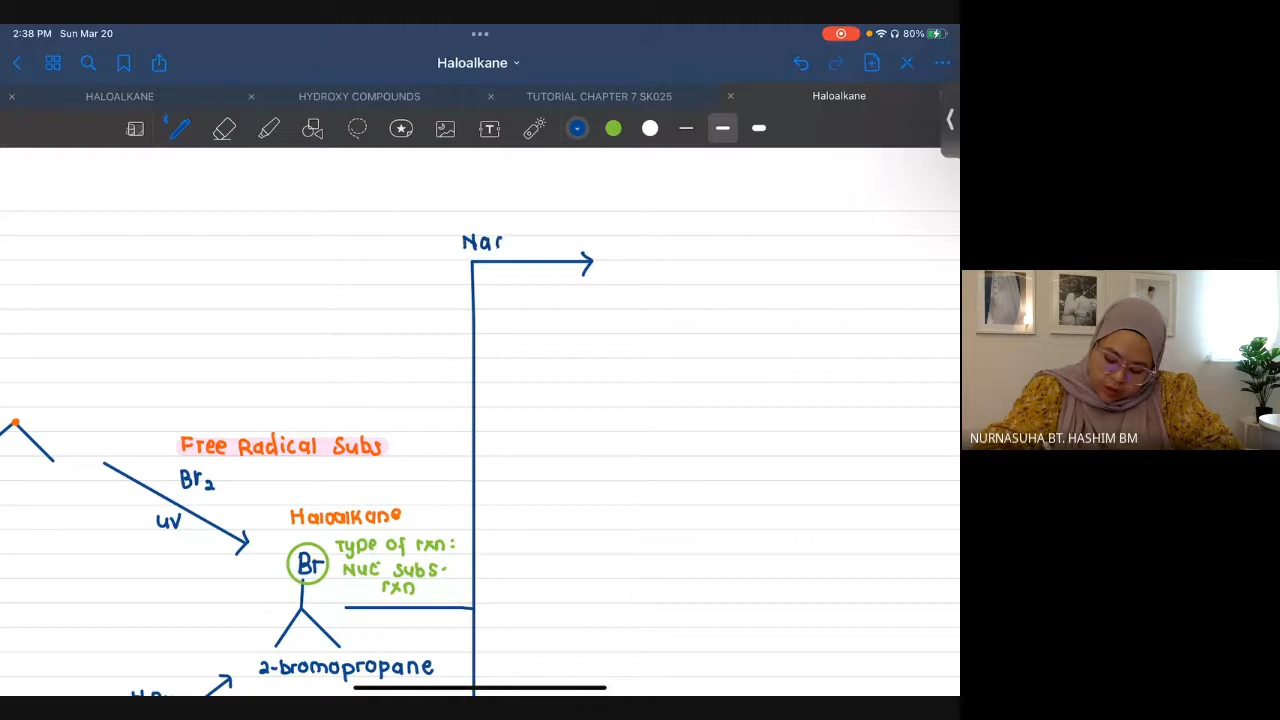 2:38 PM Sun Mar 20
80%
Haloalkane
HALOALKANE
HYDROXY COMPOUNDS
TUTORIAL CHAPTER 7 SK025
Haloalkane
Nar
Free Radical Subs
Br2
uv
Haloalkane
Type of rxn:
Br
Nuc subs.
rxn
2-bromopropane
NURNASUHA BT. HASHIM BM